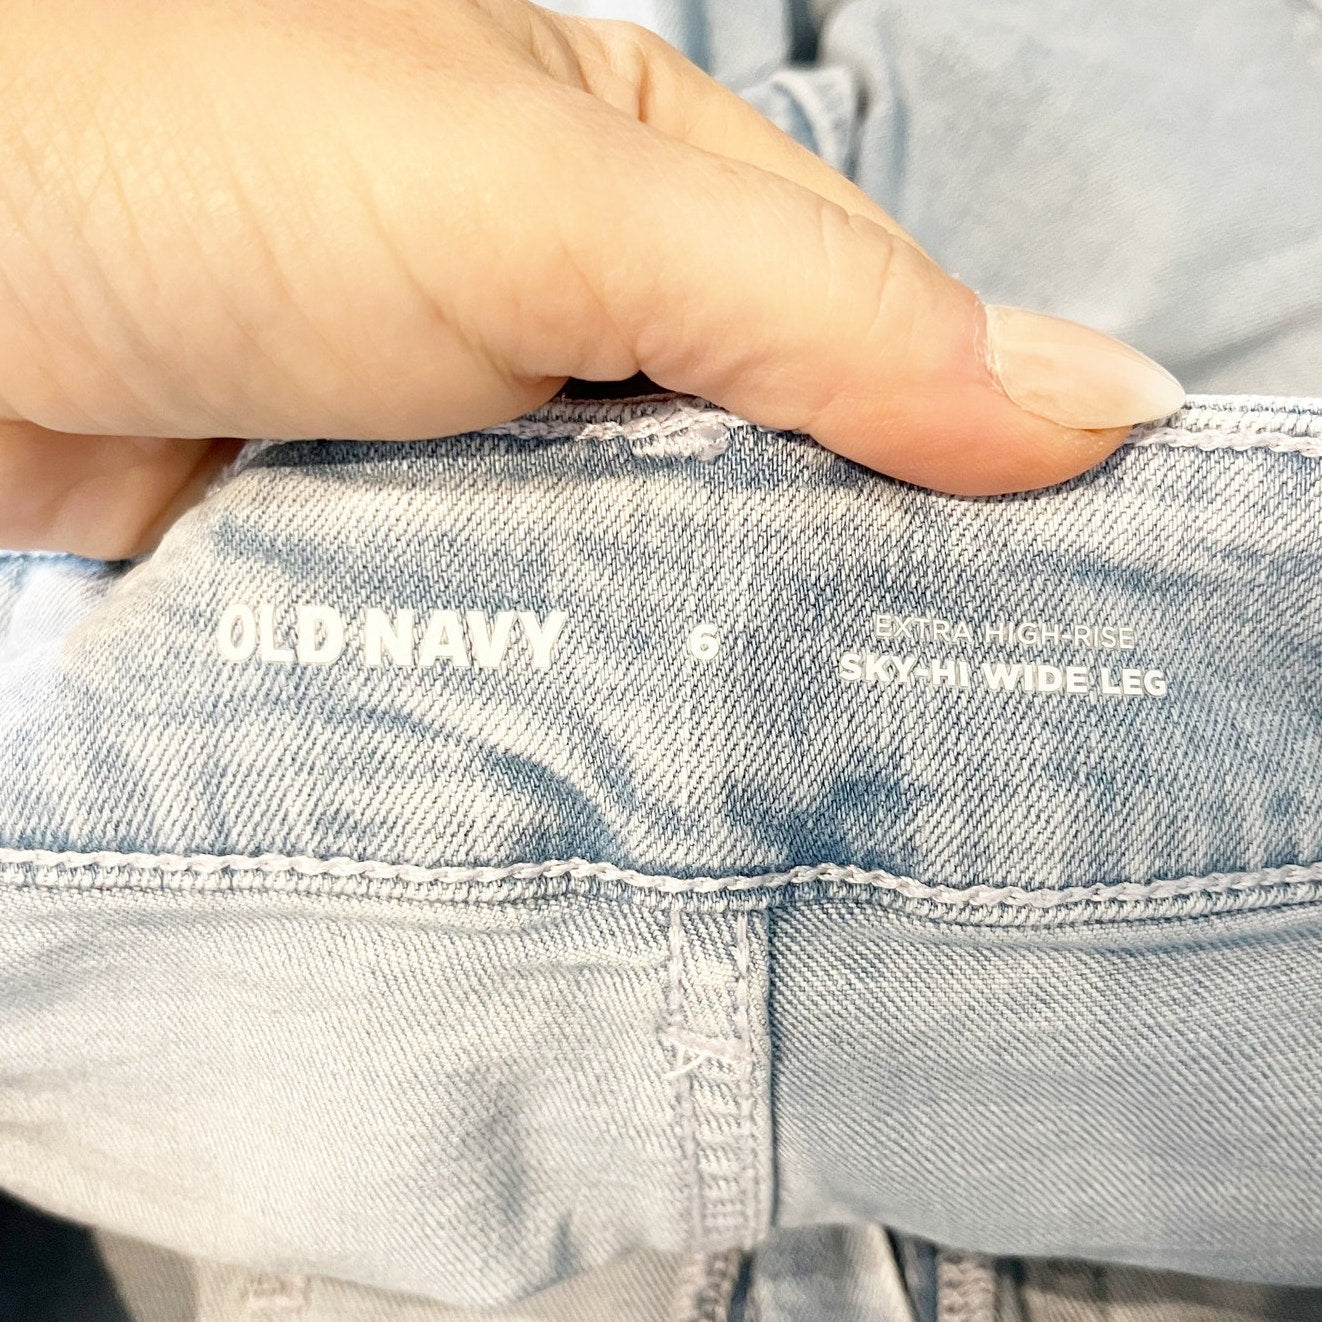 OLD NAVY
6
EXTRA HIGH-RISE
SKY-HI WIDE LEG